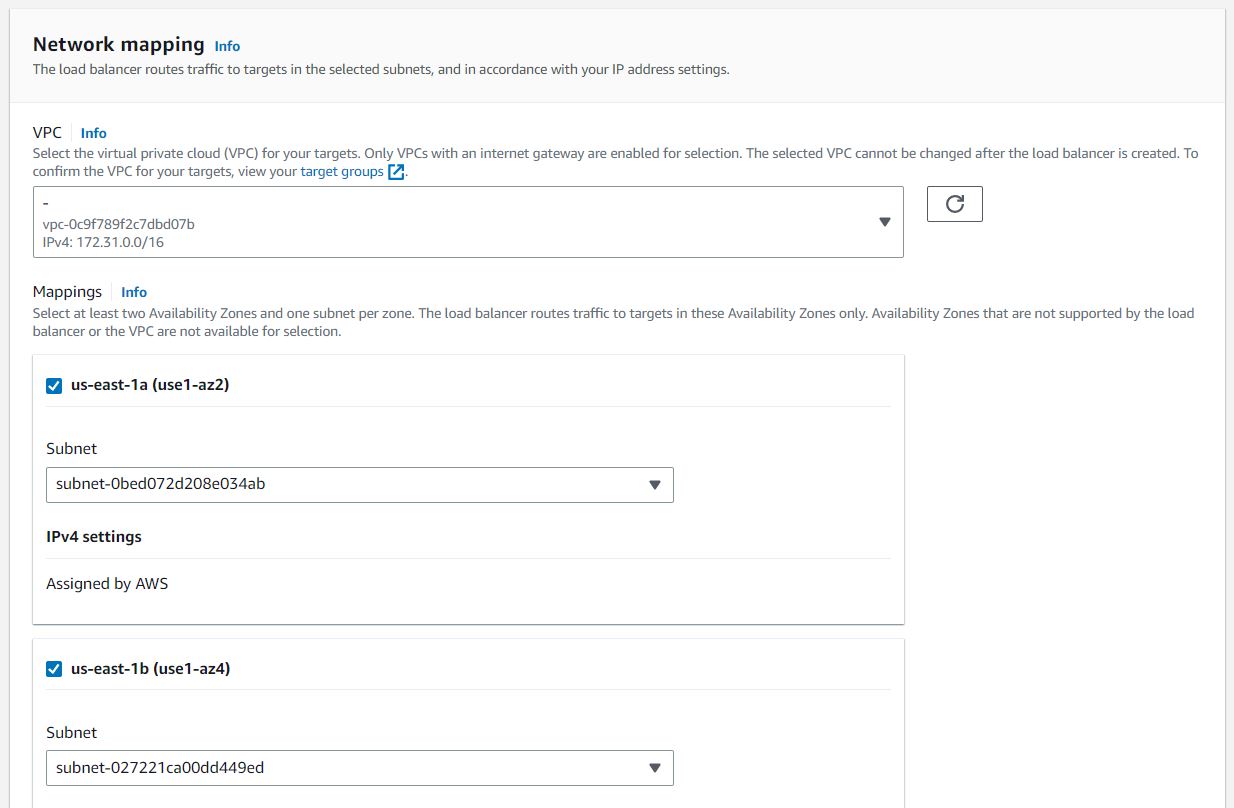 Network mapping Info
The load balancer routes traffic to targets in the selected subnets, and in accordance with your IP address settings.
VPC Info
Select the virtual private cloud (VPC) for your targets. Only VPCs with an internet gateway are enabled for selection. The selected VPC cannot be changed after the load balancer is created. To
confirm the VPC for your targets, view your target groups.
-
vpc-0c9f789f2c7dbd07b
IPv4: 172.31.0.0/16
Mappings Info
Select at least two Availability Zones and one subnet per zone. The load balancer routes traffic to targets in these Availability Zones only. Availability Zones that are not supported by the load
balancer or the VPC are not available for selection.
us-east-1a (use1-az2)
Subnet
subnet-0bed072d208e034ab
IPv4 settings
Assigned by AWS
us-east-1b (use1-az4)
Subnet
subnet-027221ca00dd449ed